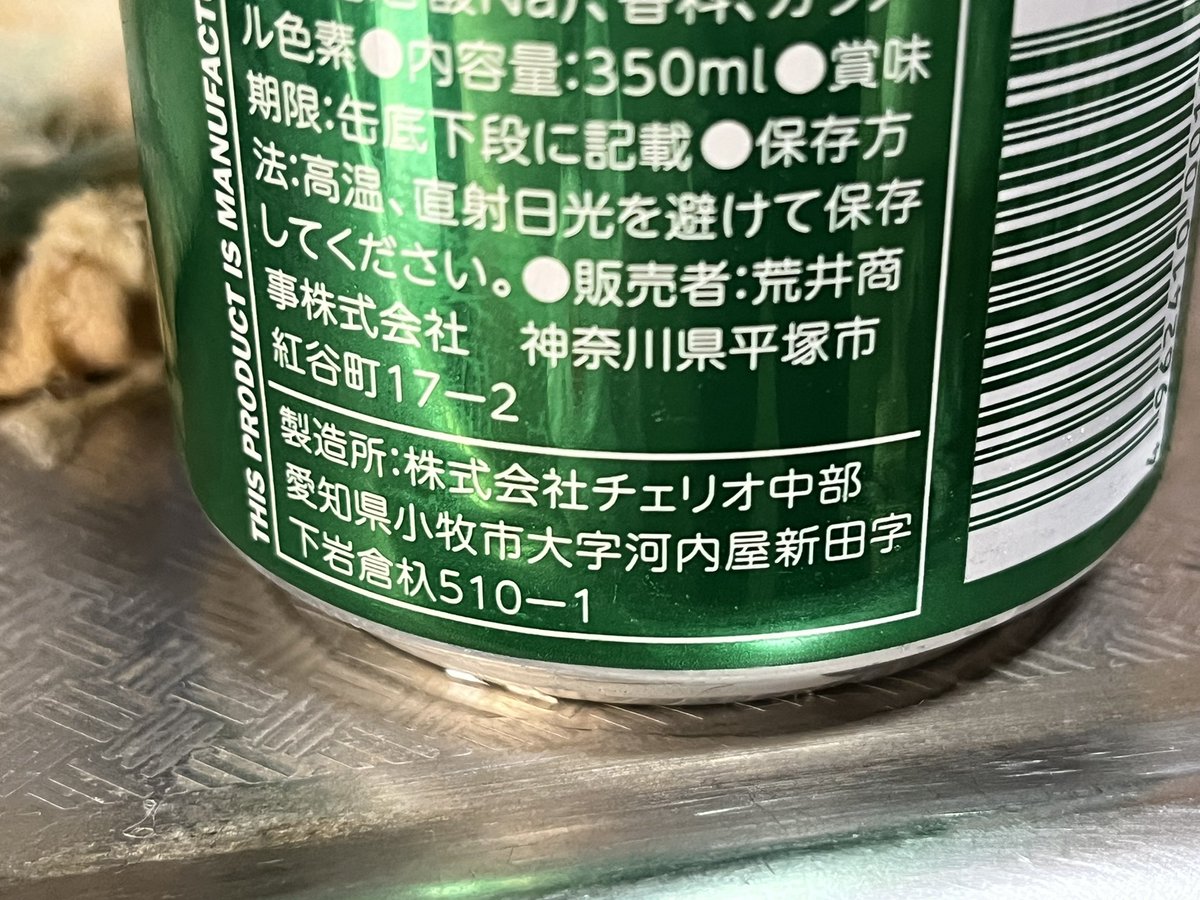 ル色素●内容量:350ml●賞味
期限:缶底下段に記載●保存方
法:高温、直射日光を避けて保存
してください。●販売者:荒井商
事株式会社　神奈川県平塚市
紅谷町17−2
製造所:株式会社チェリオ中部
愛知県小牧市大字河内屋新田字
下岩倉杁510−1
THIS PRODUCT IS MANUFACT